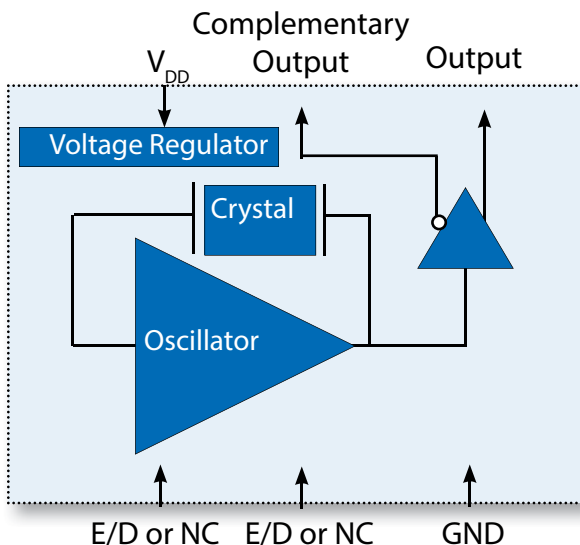 Complementary
V_DD Output Output
Voltage Regulator
Crystal
Oscillator
E/D or NC E/D or NC GND